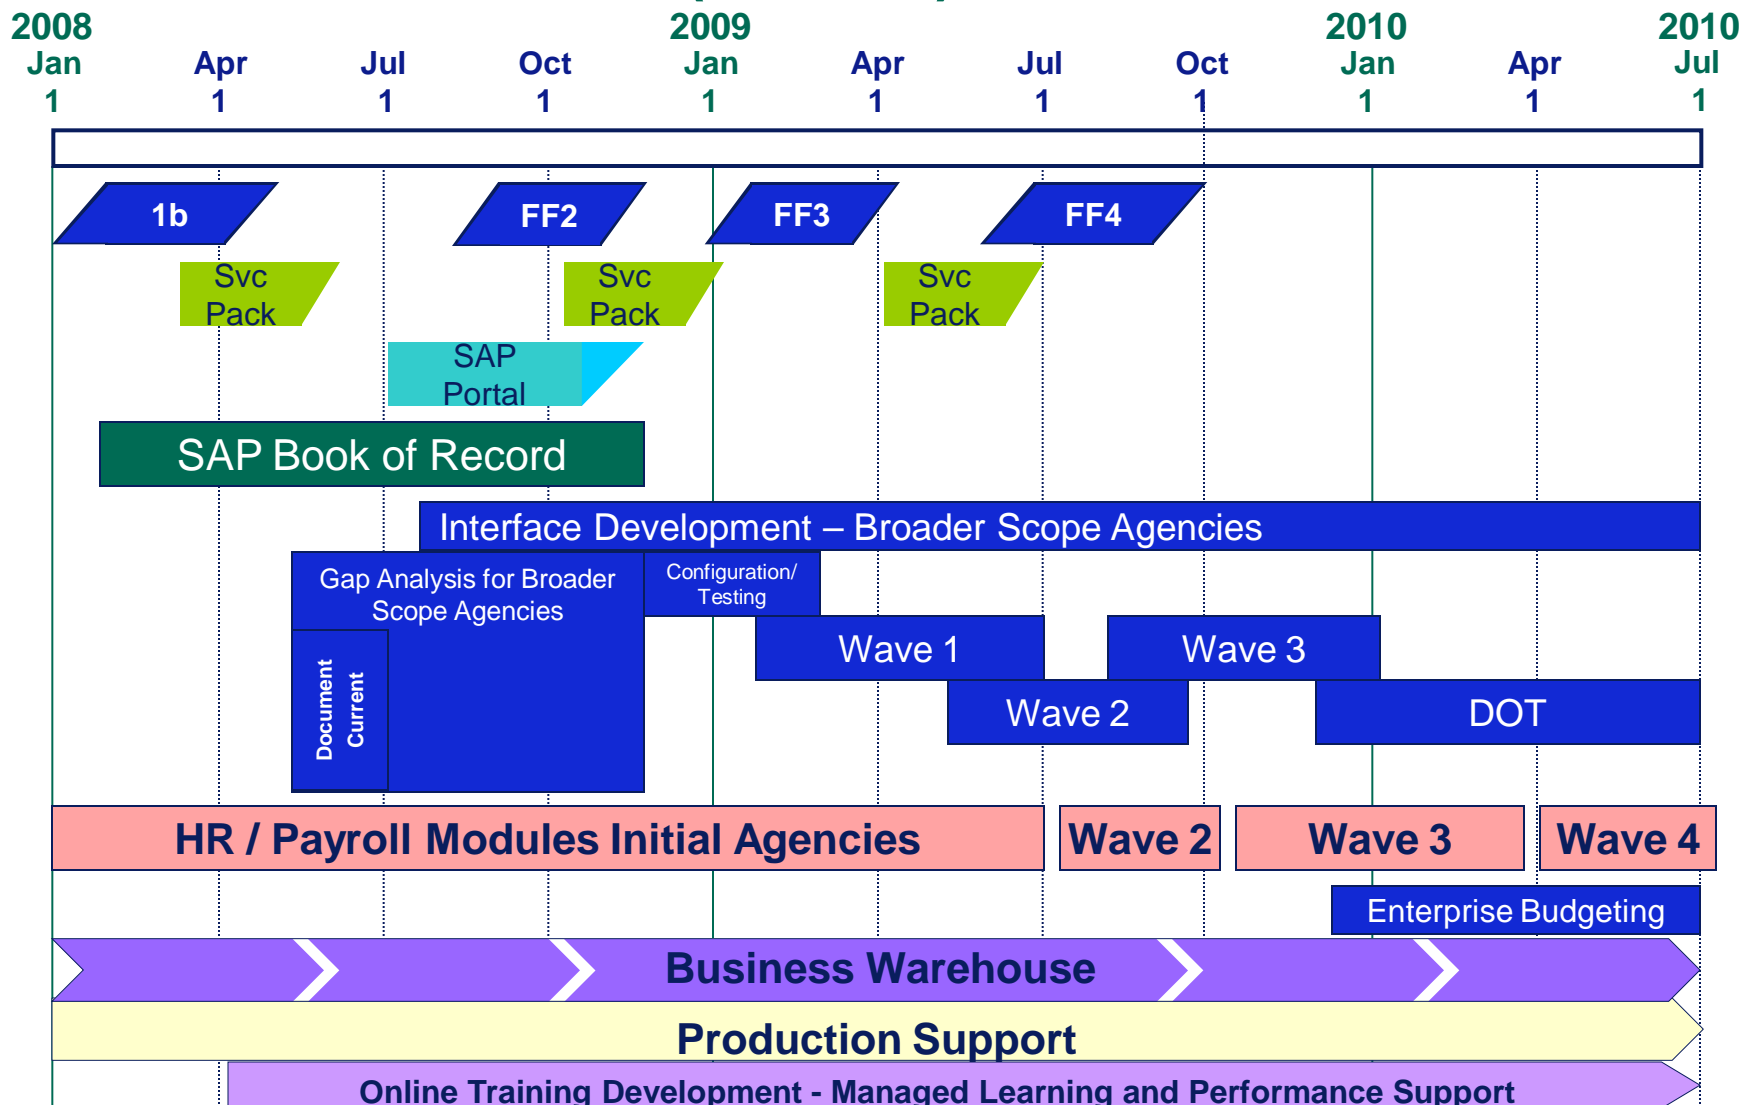 2008 2009 2010 2010
Jan Apr Jul Oct Jan Apr Jul Oct Jan Apr Jul
1 1 1 1 1 1 1 1 1 1 1
1b FF2 FF3 FF4
Svc Svc Svc
Pack Pack Pack
SAP
Portal
SAP Book of Record
Interface Development – Broader Scope Agencies
Gap Analysis for Broader
Scope Agencies
Configuration/
Testing
Document
Current
Wave 1 Wave 3
Wave 2 DOT
HR / Payroll Modules Initial Agencies Wave 2 Wave 3 Wave 4
Enterprise Budgeting
Business Warehouse
Production Support
Online Training Development - Managed Learning and Performance Support